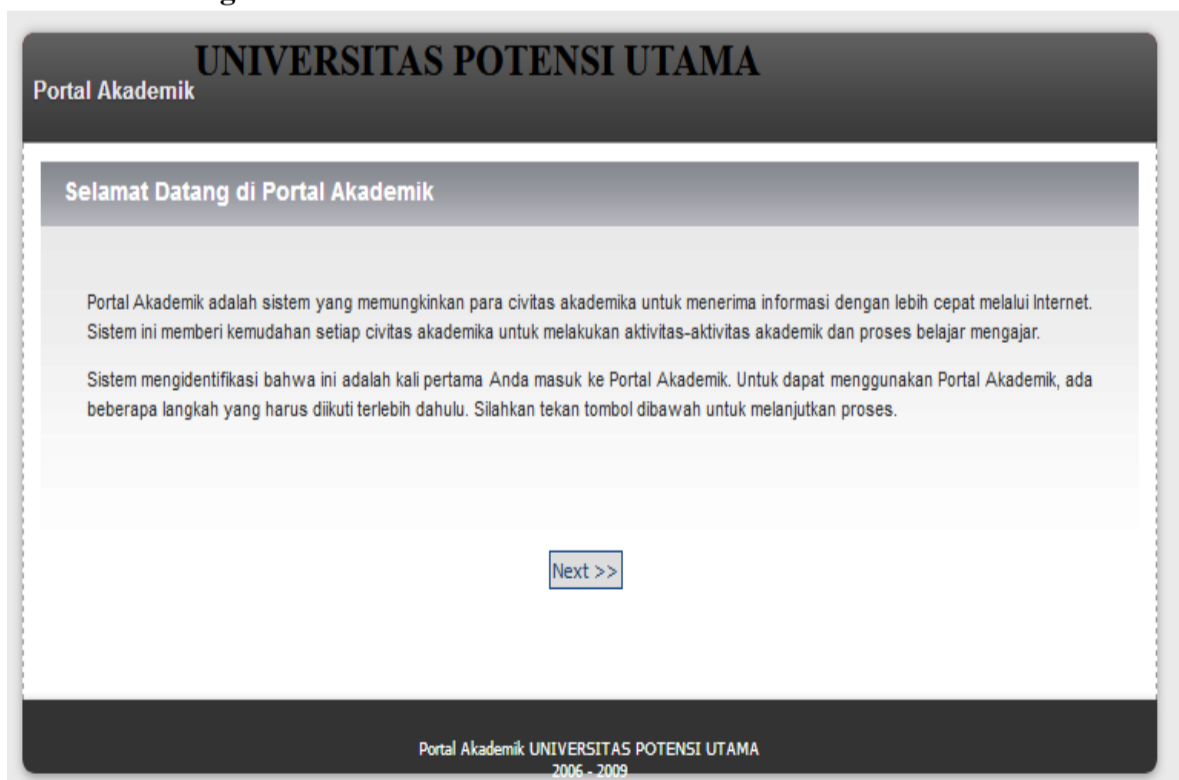 UNIVERSITAS POTENSI UTAMA
Portal Akademik
Selamat Datang di Portal Akademik
Portal Akademik adalah sistem yang memungkinkan para civitas akademika untuk menerima informasi dengan lebih cepat melalui Internet.
Sistem ini memberi kemudahan setiap civitas akademika untuk melakukan aktivitas-aktivitas akademik dan proses belajar mengajar.
Sistem mengidentifikasi bahwa ini adalah kali pertama Anda masuk ke Portal Akademik. Untuk dapat menggunakan Portal Akademik, ada
beberapa langkah yang harus diikuti terlebih dahulu. Silahkan tekan tombol dibawah untuk melanjutkan proses.
Next >>
Portal Akademik UNIVERSITAS POTENSI UTAMA
2006 - 2009